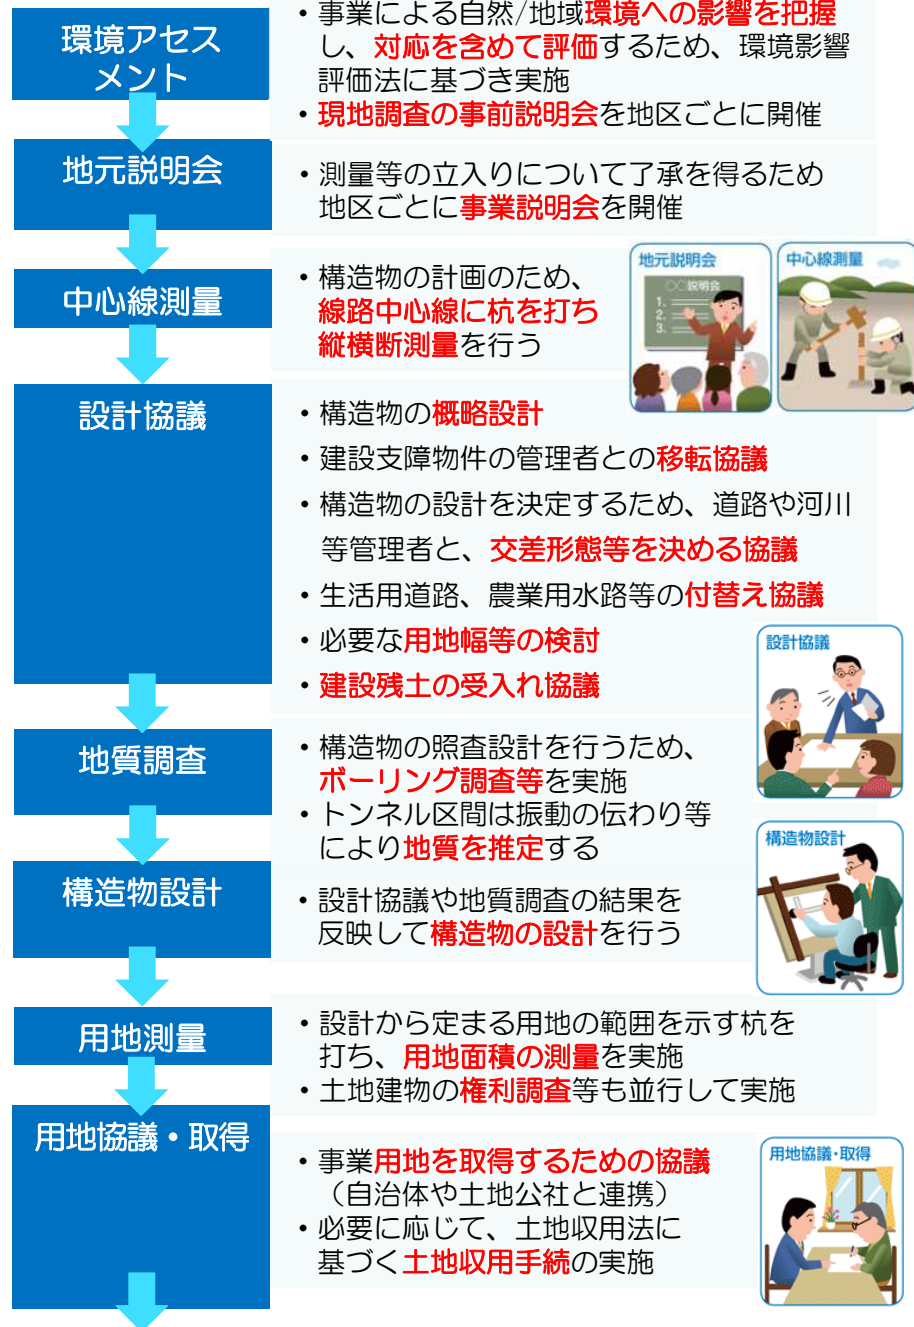 環境アセス
メント
・事業による自然/地域環境への影響を把握
し、対応を含めて評価するため、環境影響
評価法に基づき実施
・現地調査の事前説明会を地区ごとに開催
地元説明会
・測量等の立入りについて了承を得るため
地区ごとに事業説明会を開催
中心線測量
・構造物の計画のため、
線路中心線に杭を打ち
縦横断測量を行う
地元説明会
〇〇説明会
1.
2.
3.
中心線測量
設計協議
・構造物の概略設計
・建設支障物件の管理者との移転協議
・構造物の設計を決定するため、道路や河川
等管理者と、交差形態等を決める協議
・生活用道路、農業用水路等の付替え協議
・必要な用地幅等の検討
・建設残土の受入れ協議
設計協議
地質調査
・構造物の照査設計を行うため、
ボーリング調査等を実施
・トンネル区間は振動の伝わり等
により地質を推定する
構造物設計
構造物設計
・設計協議や地質調査の結果を
反映して構造物の設計を行う
用地測量
・設計から定まる用地の範囲を示す杭を
打ち、用地面積の測量を実施
・土地建物の権利調査等も並行して実施
用地協議・取得
・事業用地を取得するための協議
（自治体や土地公社と連携）
・必要に応じて、土地収用法に
基づく土地収用手続の実施
用地協議・取得